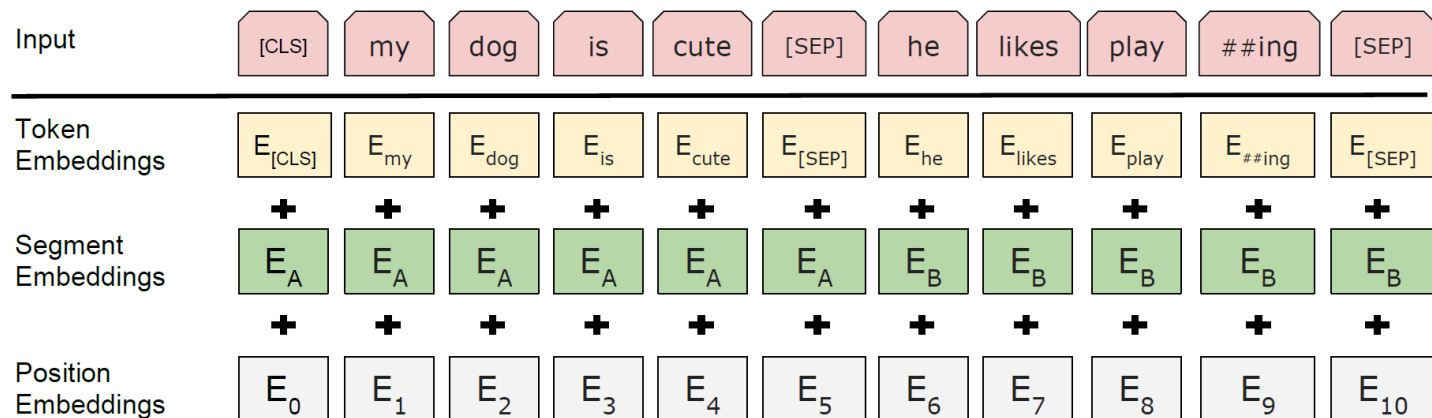 Input [CLS] my dog is cute [SEP] he likes play ##ing [SEP]
Token
Embeddings E[CLS] Emy Edog Eis Ecute E[SEP] Ehe Elikes Eplay E##ing E[SEP]
+ + + + + + + + + + +
Segment
Embeddings EA EA EA EA EA EA EB EB EB EB EB
+ + + + + + + + + + +
Position
Embeddings E0 E1 E2 E3 E4 E5 E6 E7 E8 E9 E10